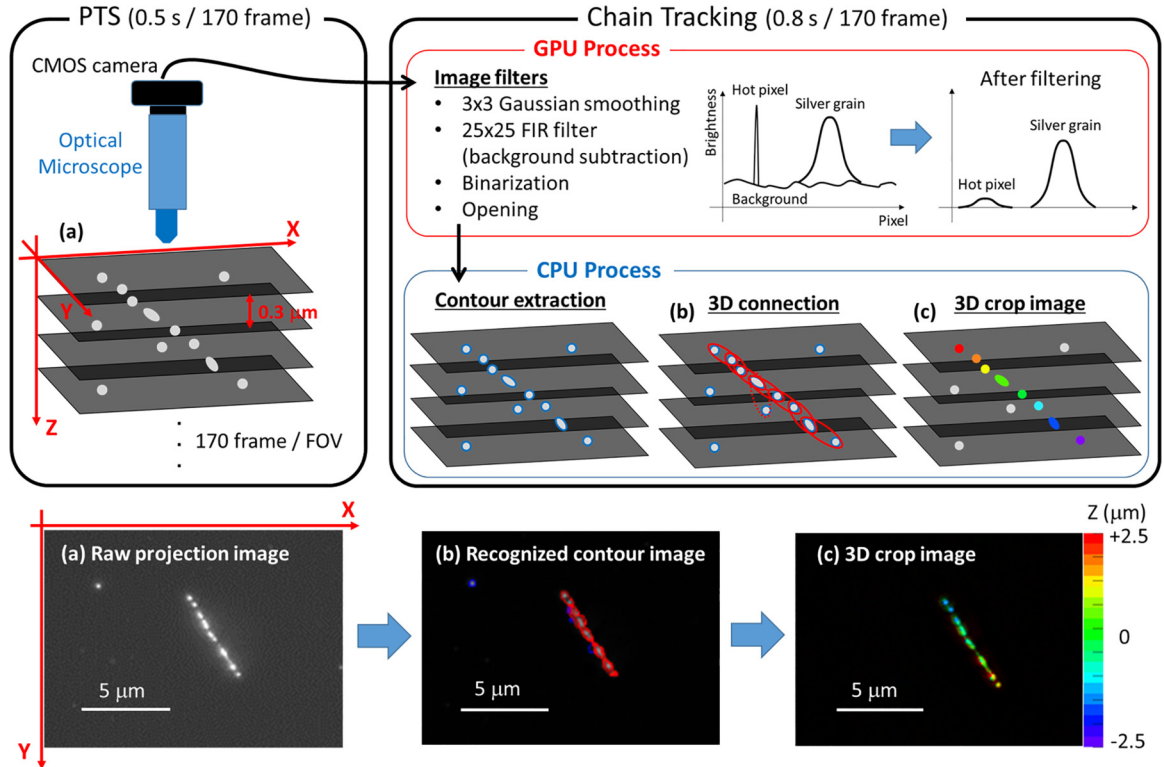 PTS (0.5 s / 170 frame)
CMOS camera
Optical
Microscope
(a)
X
Y
0.3 μm
Z
170 frame / FOV
Chain Tracking (0.8 s / 170 frame)
GPU Process
Image filters
• 3x3 Gaussian smoothing
• 25x25 FIR filter
(background subtraction)
• Binarization
• Opening
Brightness
Hot pixel
Silver grain
Background
Pixel
After filtering
Silver grain
Hot pixel
CPU Process
Contour extraction
(b) 3D connection
(c) 3D crop image
X
Y
(a) Raw projection image
5 μm
(b) Recognized contour image
5 μm
(c) 3D crop image
5 μm
Z (μm)
+2.5
0
-2.5